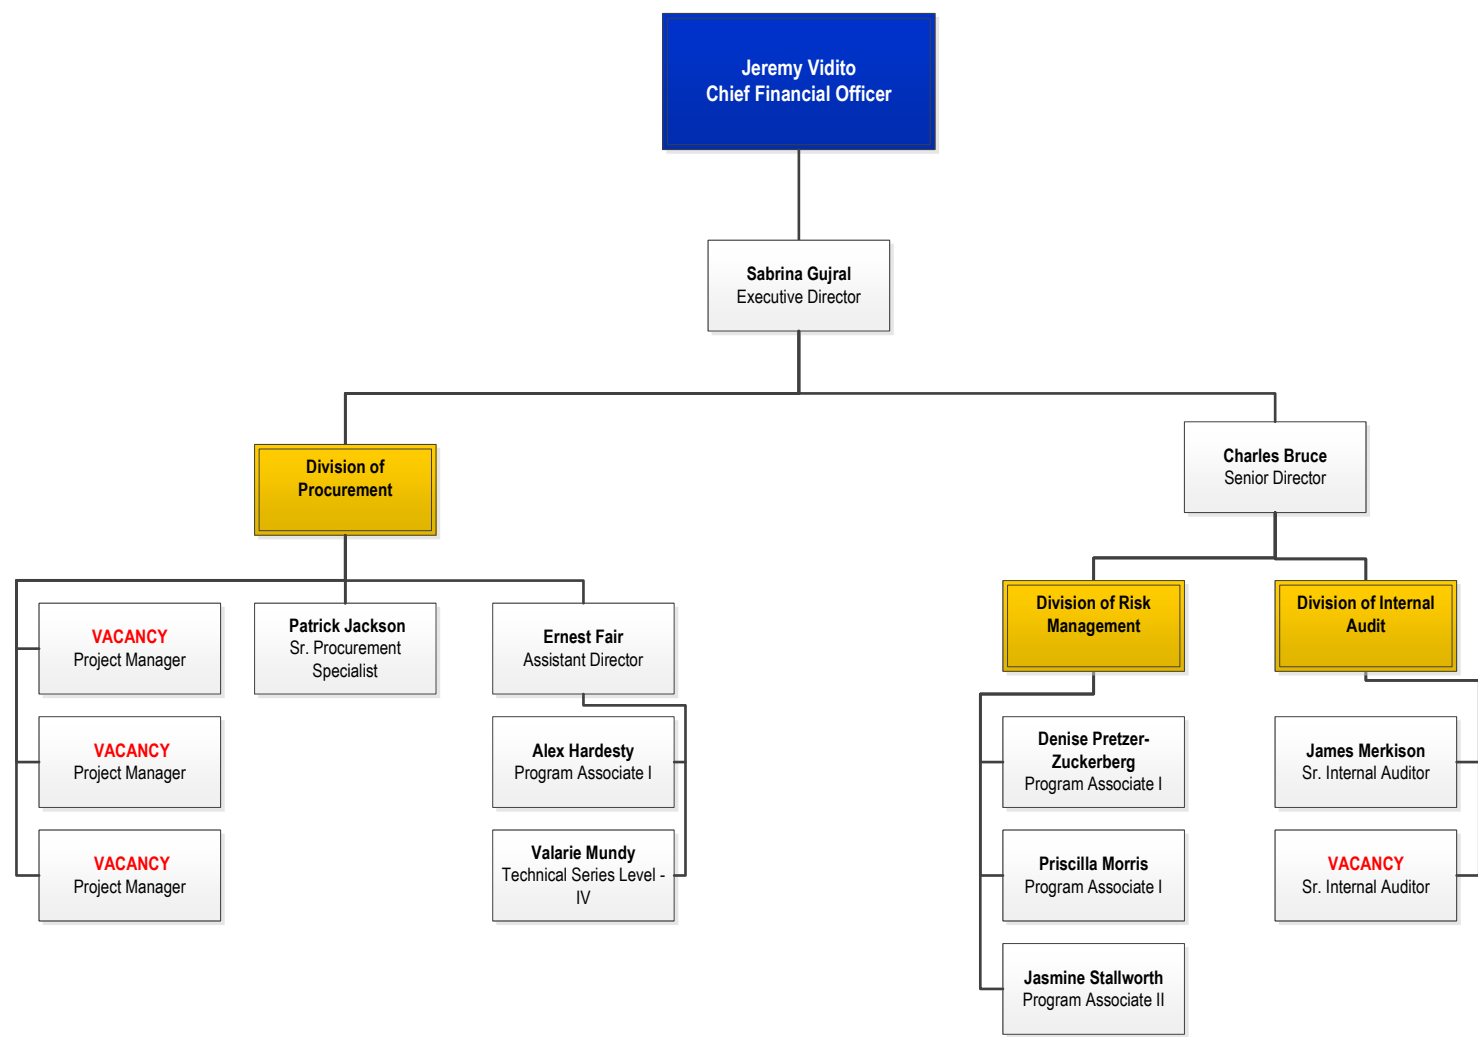 Jeremy Vidito
Chief Financial Officer
Sabrina Gujral
Executive Director
Division of
Procurement
Charles Bruce
Senior Director
VACANCY
Project Manager
Patrick Jackson
Sr. Procurement
Specialist
Ernest Fair
Assistant Director
VACANCY
Project Manager
Alex Hardesty
Program Associate I
VACANCY
Project Manager
Valarie Mundy
Technical Series Level -
IV
Division of Risk
Management
Division of Internal
Audit
Denise Pretzer-
Zuckerberg
Program Associate I
James Merkison
Sr. Internal Auditor
Priscilla Morris
Program Associate I
VACANCY
Sr. Internal Auditor
Jasmine Stallworth
Program Associate II